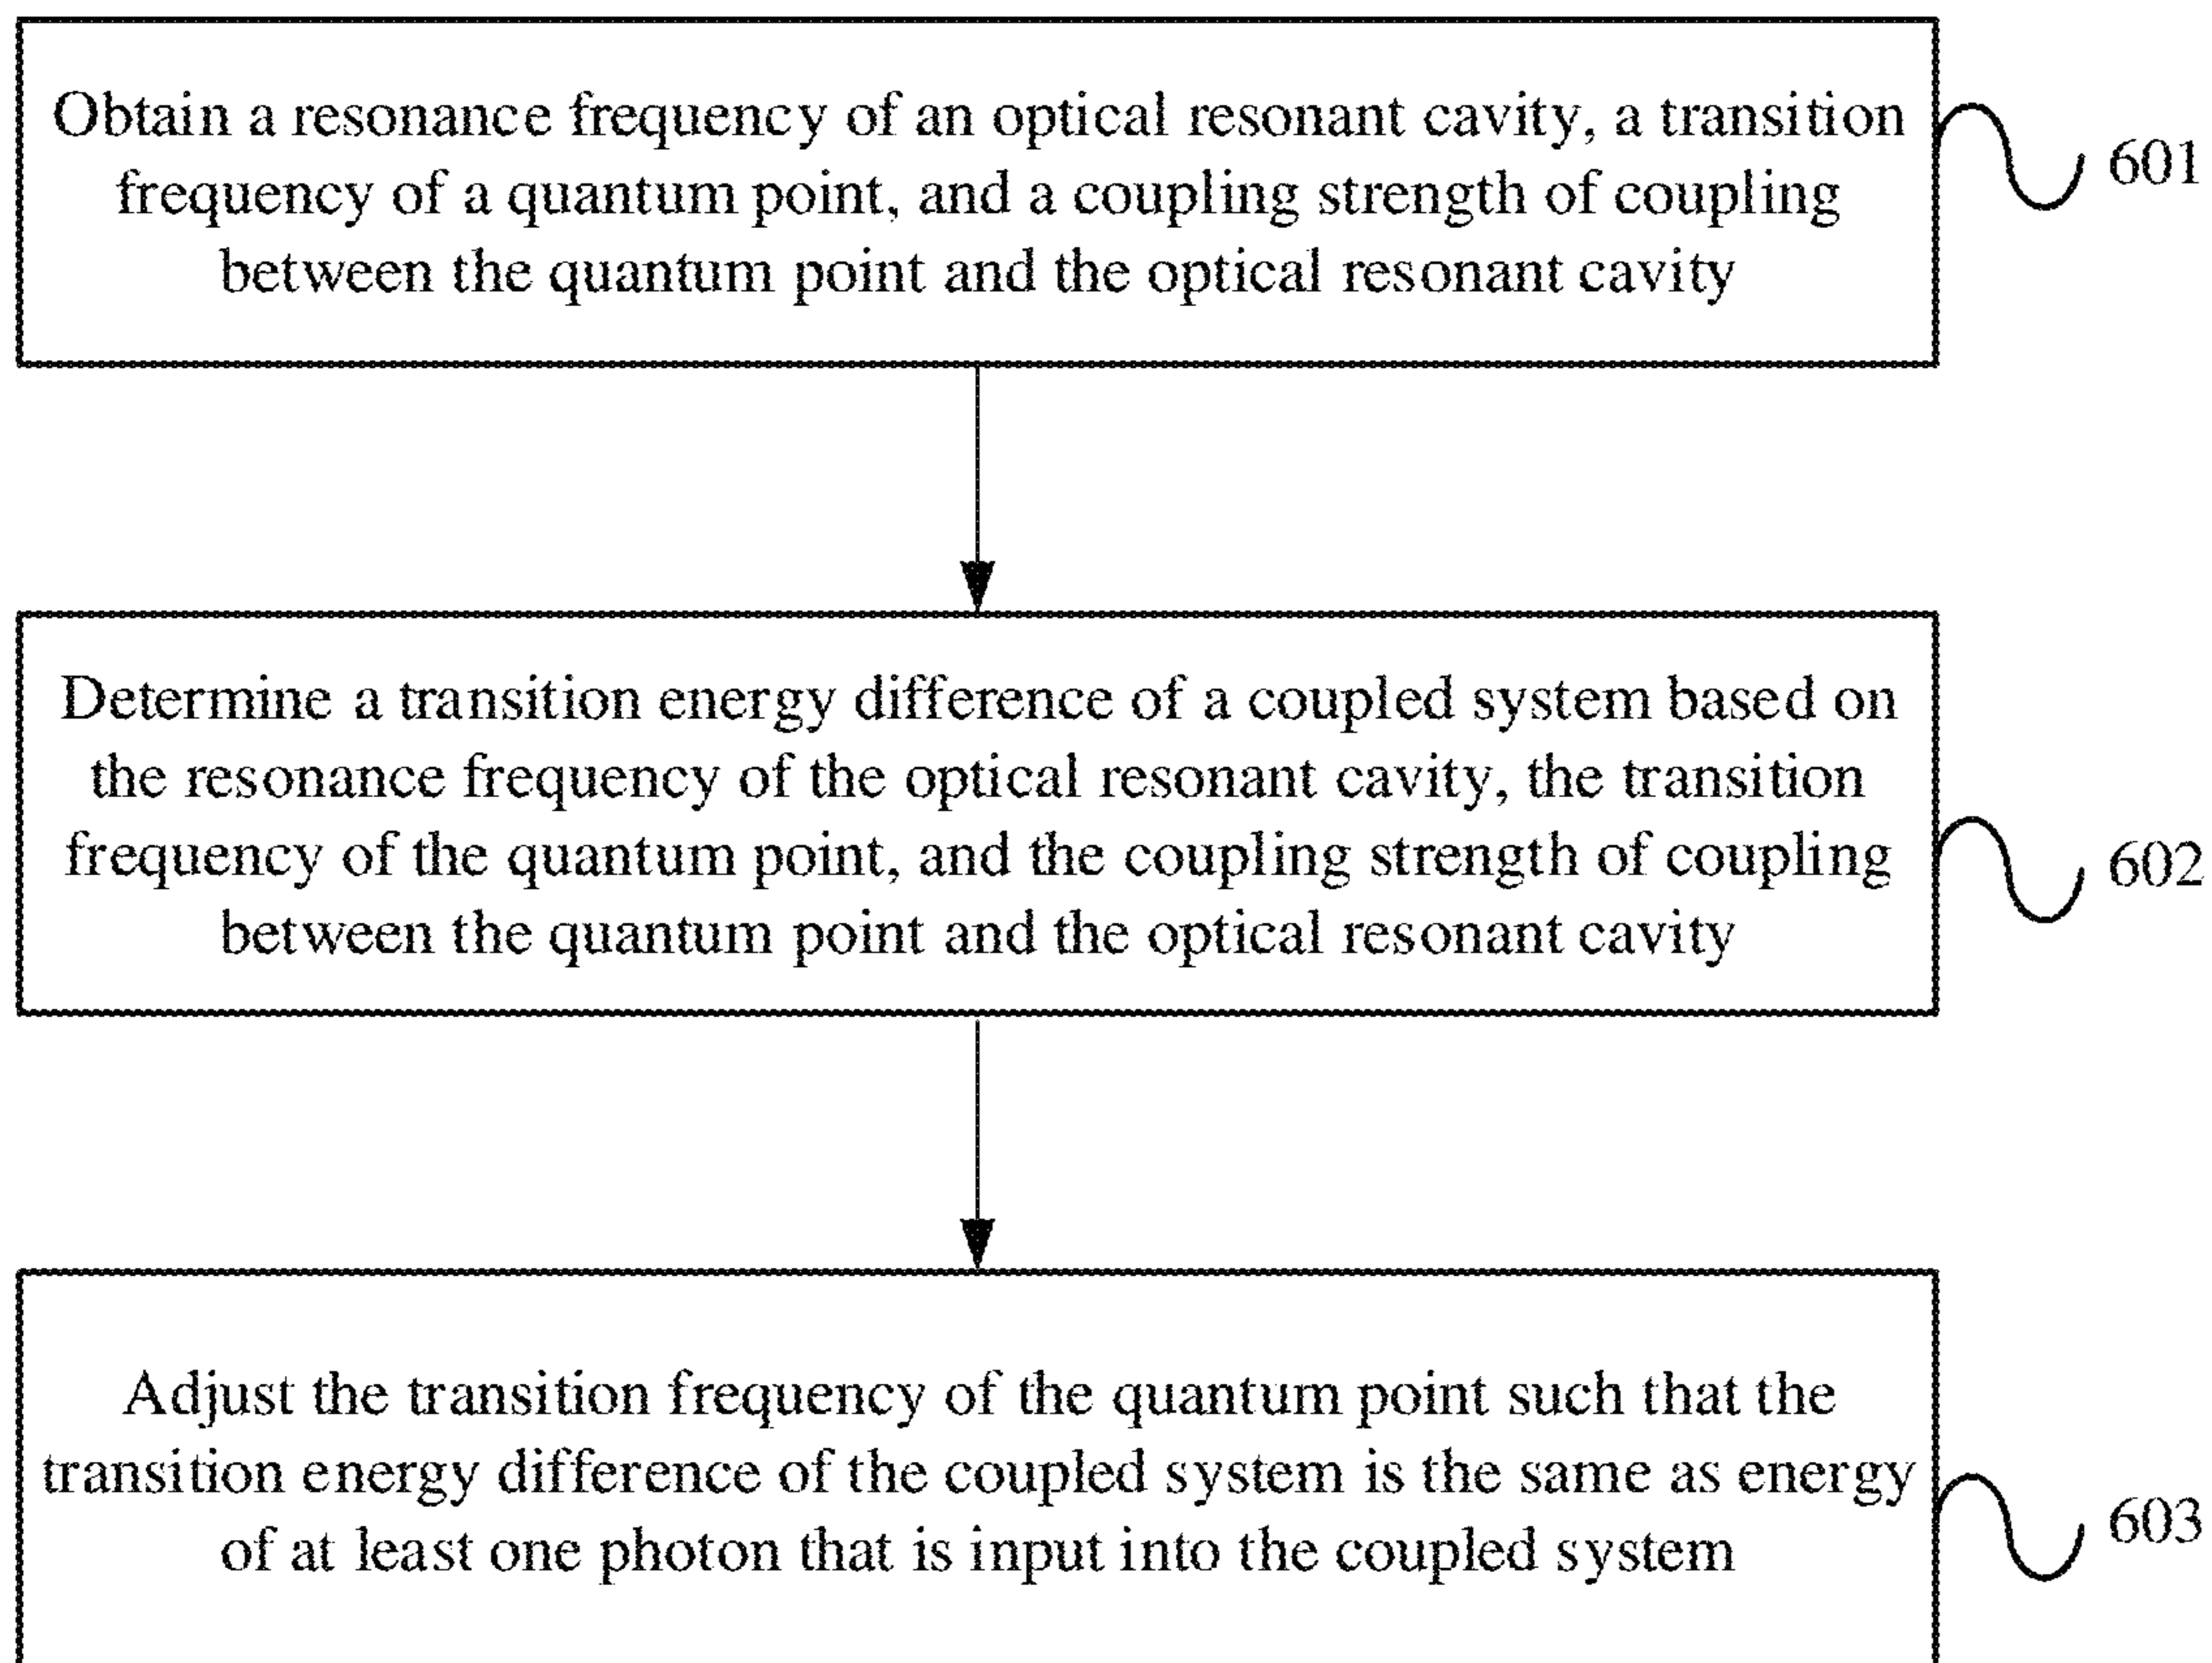 Obtain a resonance frequency of an optical resonant cavity, a transition
frequency of a quantum point, and a coupling strength of coupling
between the quantum point and the optical resonant cavity
601
Determine a transition energy difference of a coupled system based on
the resonance frequency of the optical resonant cavity, the transition
frequency of the quantum point, and the coupling strength of coupling
between the quantum point and the optical resonant cavity
602
Adjust the transition frequency of the quantum point such that the
transition energy difference of the coupled system is the same as energy
of at least one photon that is input into the coupled system
603